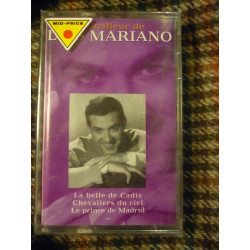 MID-PRICE
eilleur de
L MARIANO
La belle de Cadix
Chevaliers du ciel
Le prince de Madrid
...